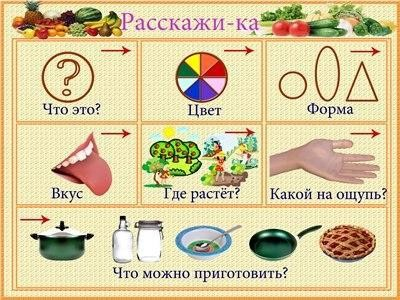 Расскажи-ка
Что это?
Цвет
Форма
Вкус
Где растёт?
Какой на ощупь?
Что можно приготовить?